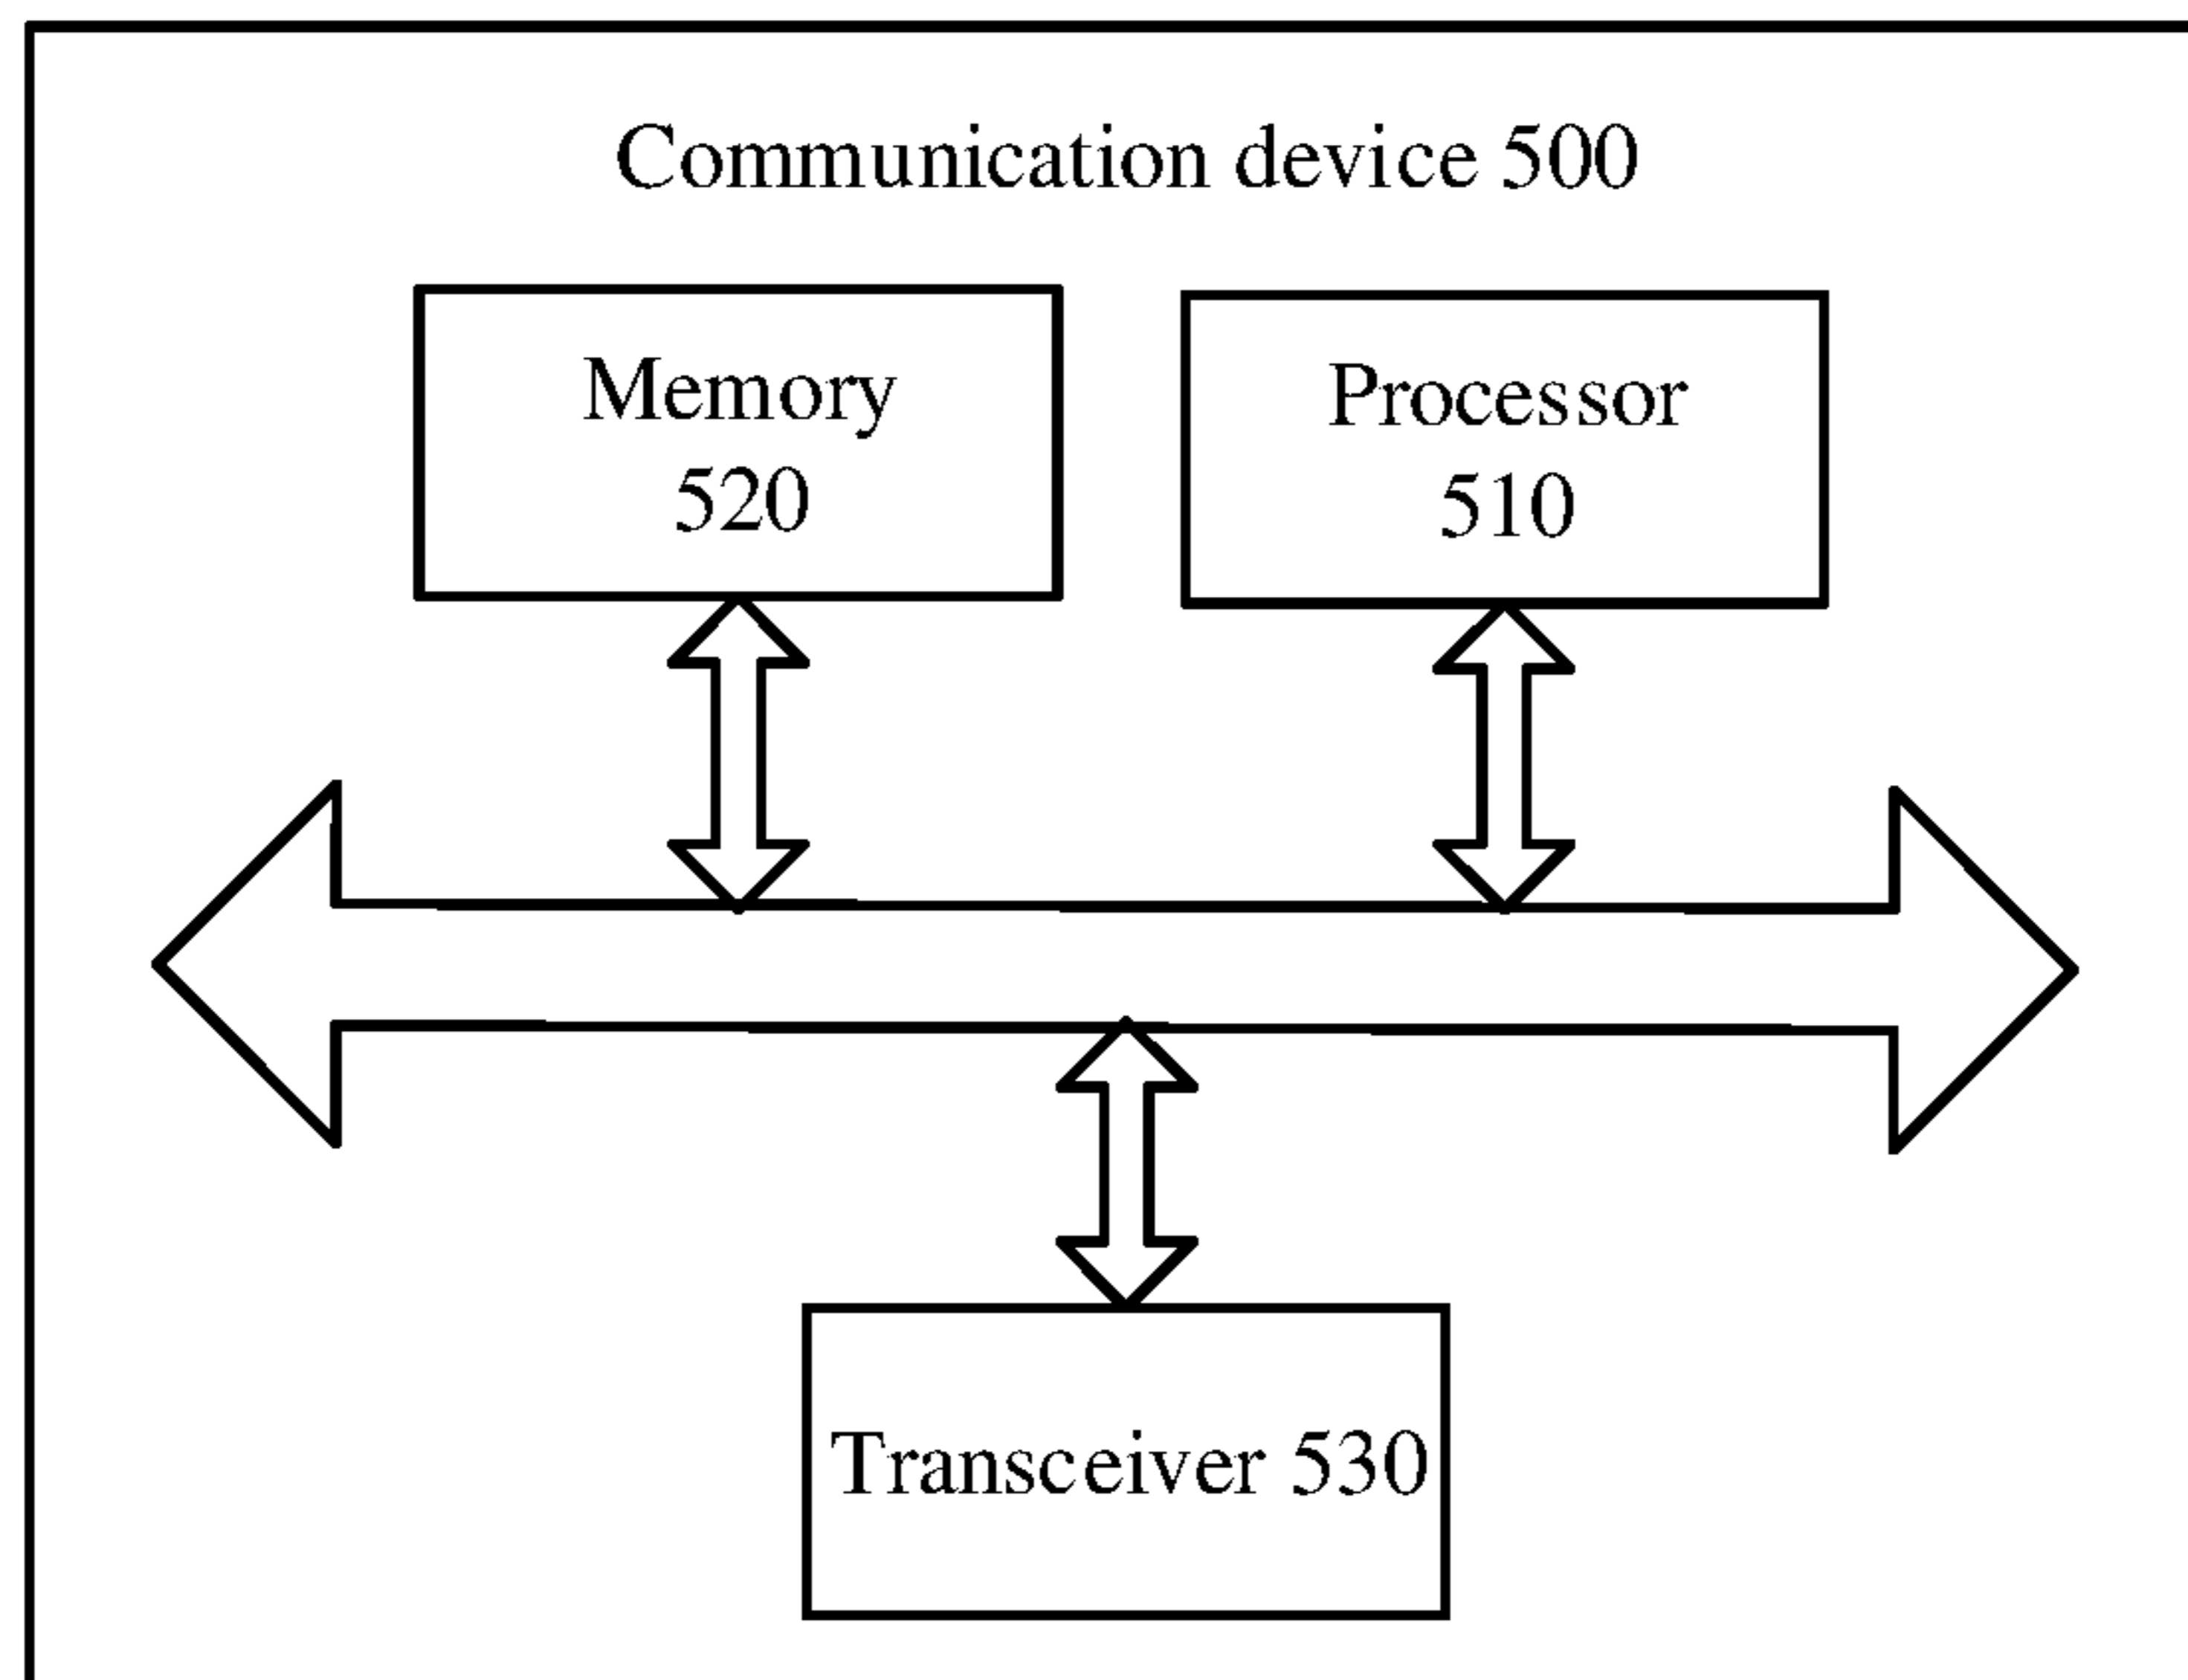 Communication device 500
Memory
520
Processor
510
Transceiver 530